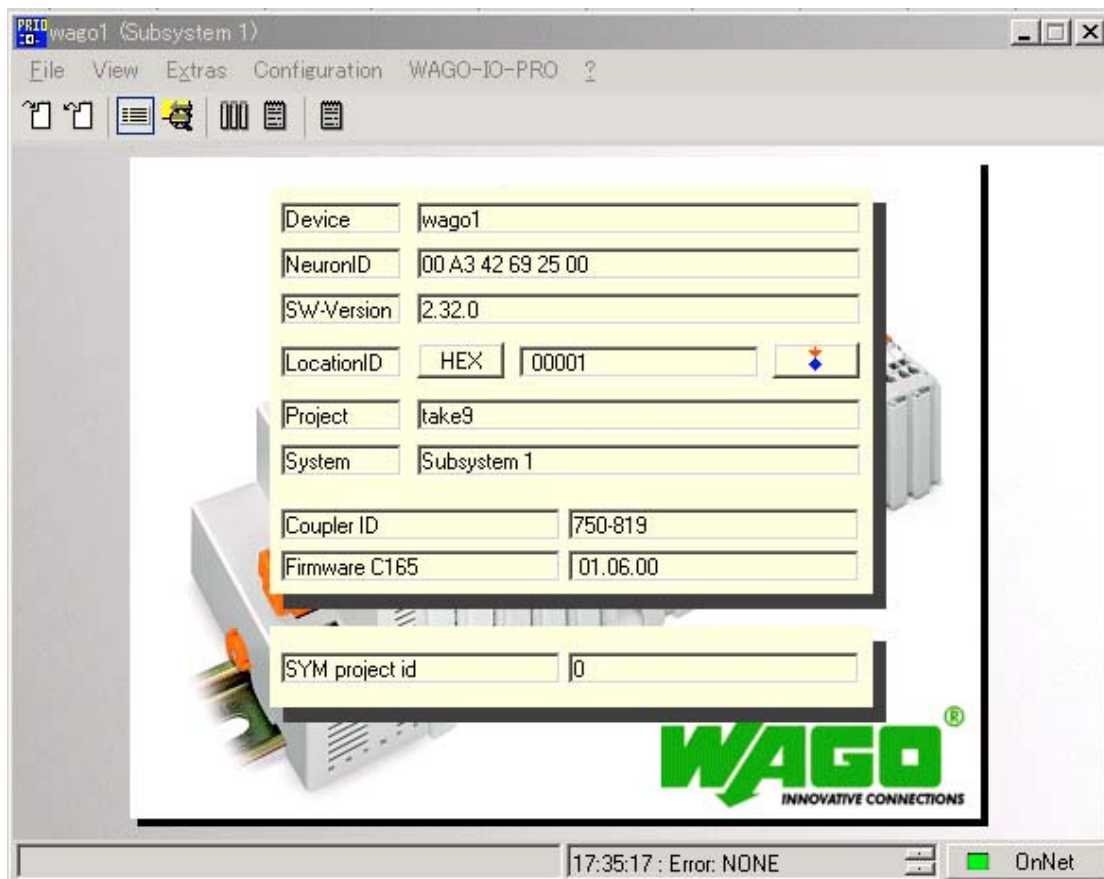 PRIO wago1 (Subsystem 1)
File View Extras Configuration WAGO-IO-PRO ?
Device wago1
NeuronID 00 A3 42 69 25 00
SW-Version 2.32.0
LocationID HEX 00001
Project take9
System Subsystem 1
Coupler ID 750-819
Firmware C165 01.06.00
SYM project id 0
WAGO ®
INNOVATIVE CONNECTIONS
17:35:17 : Error: NONE OnNet